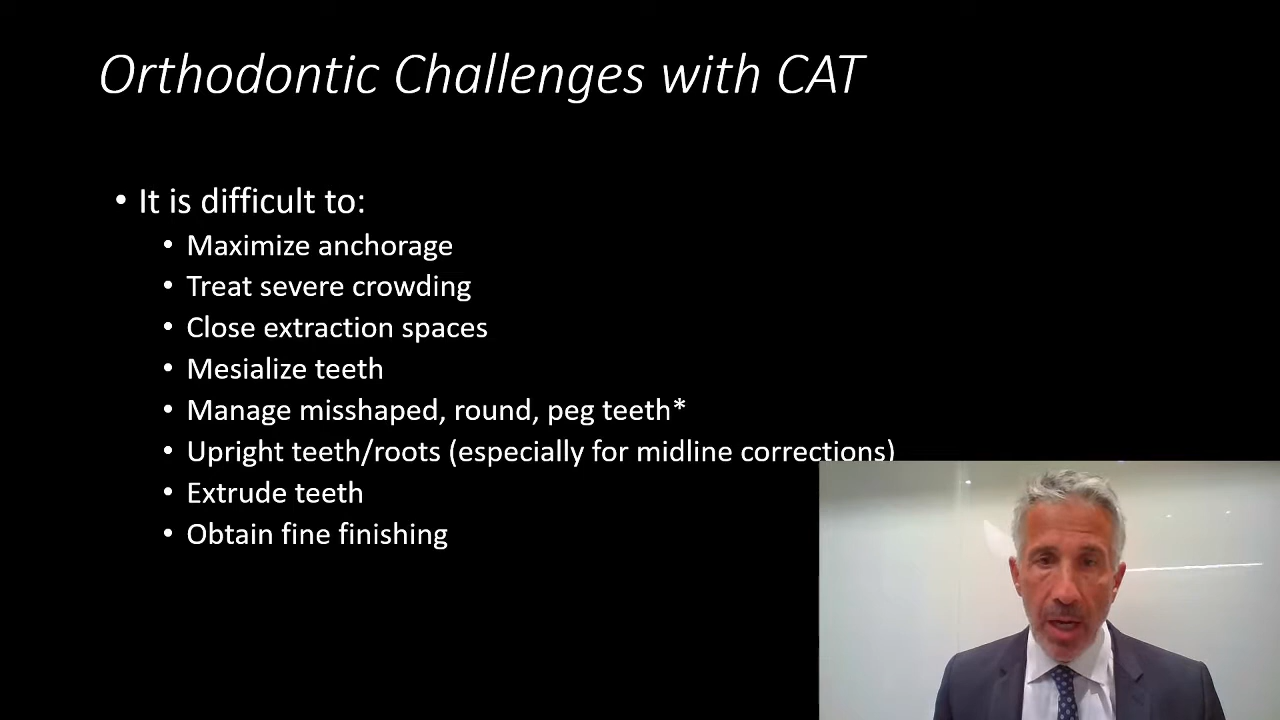 Orthodontic Challenges with CAT
• It is difficult to:
• Maximize anchorage
• Treat severe crowding
• Close extraction spaces
• Mesialize teeth
• Manage misshaped, round, peg teeth*
• Upright teeth/roots (especially for midline corrections)
• Extrude teeth
• Obtain fine finishing